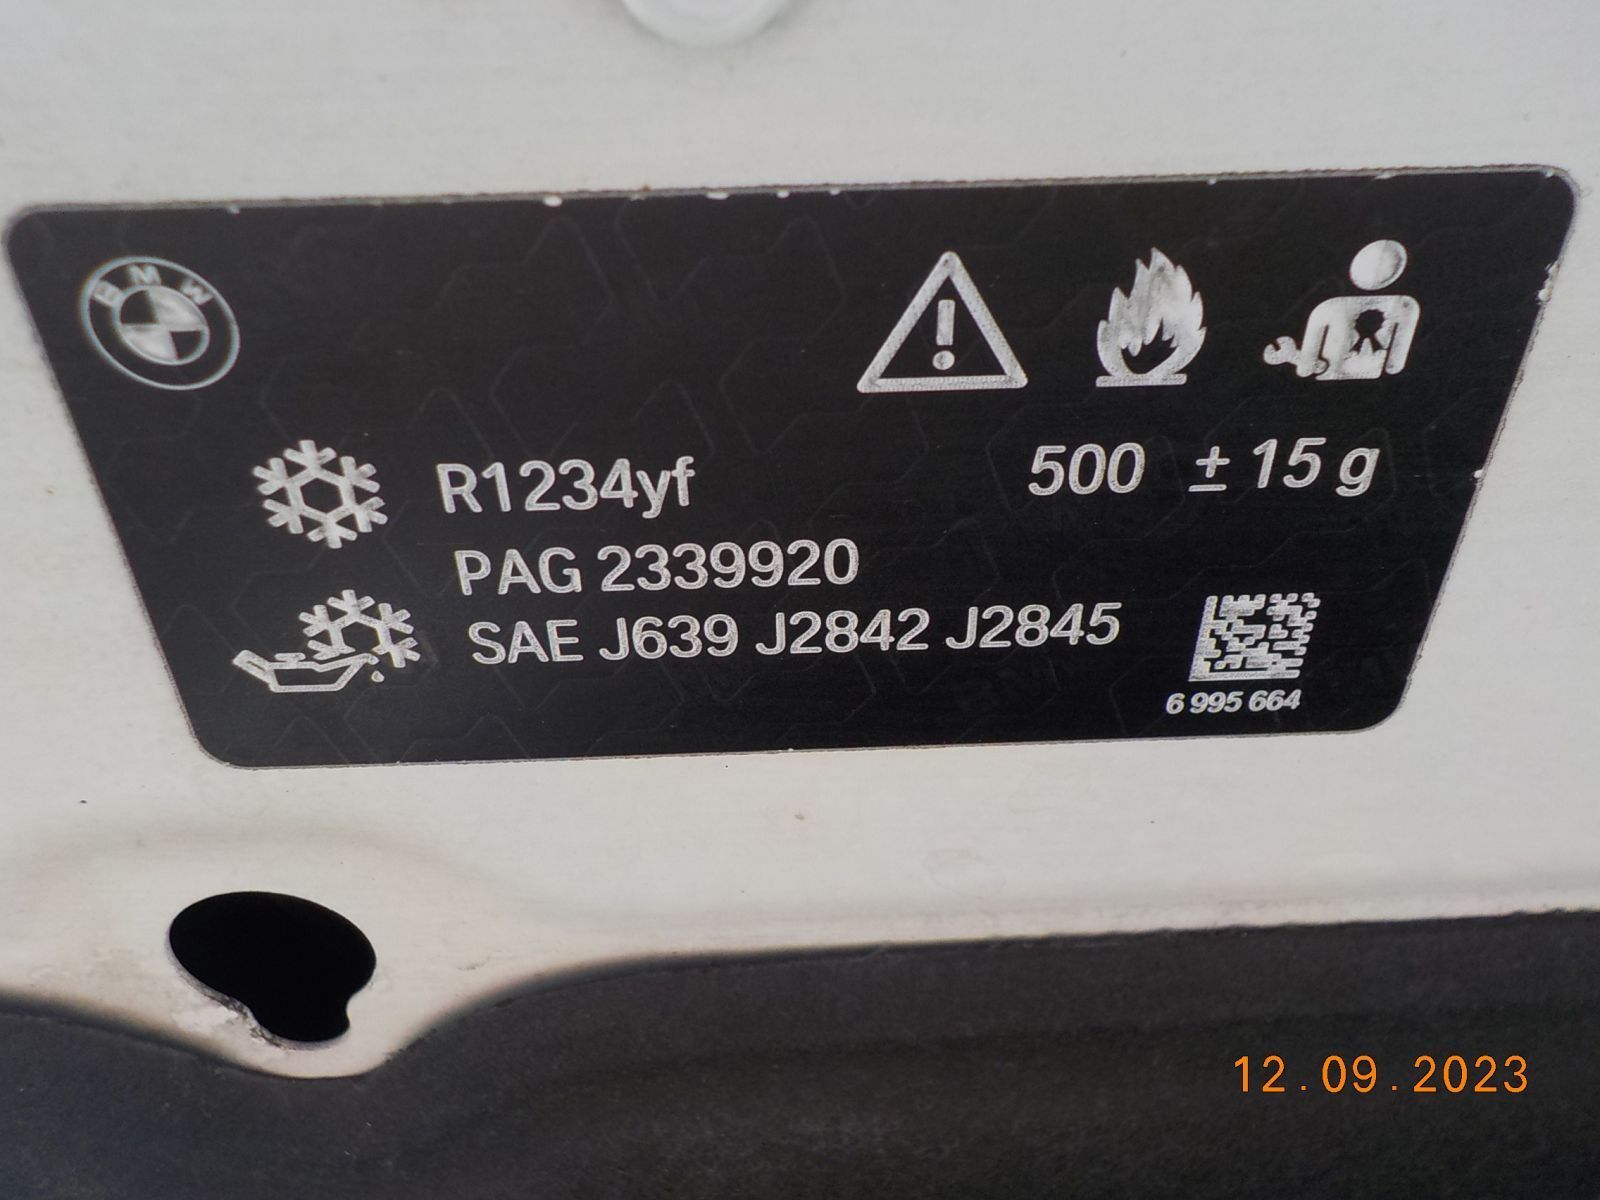 BMW
R1234yf 500 ± 15 g
PAG 2339920
SAE J639 J2842 J2845
6 995 664
12.09.2023